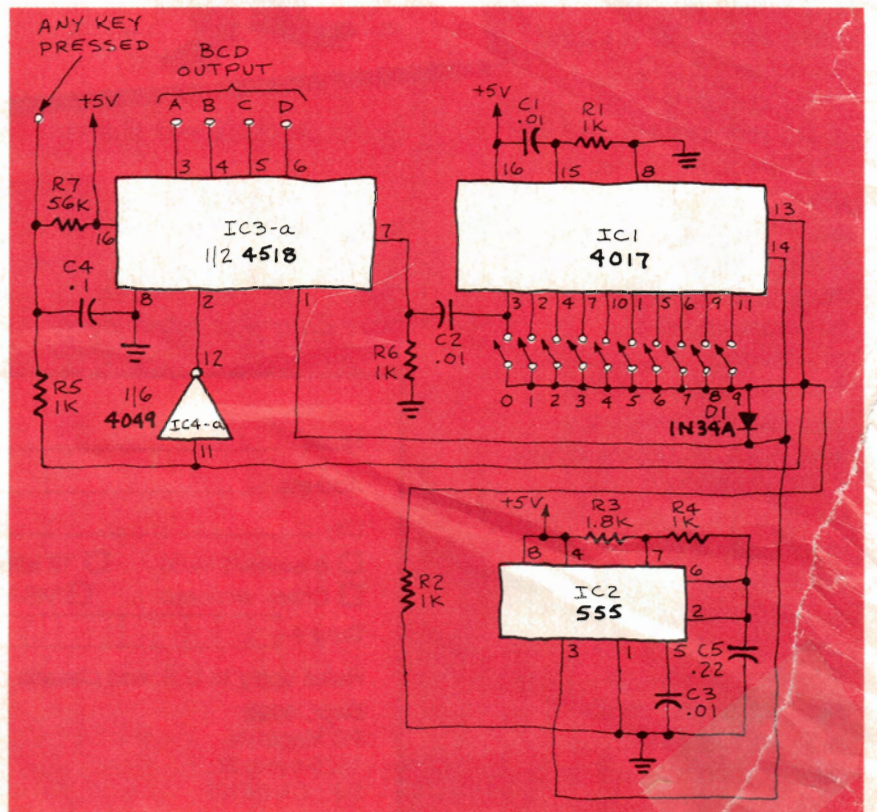 ANY KEY
PRESSED
BCD
OUTPUT
A B C D
+5V
3 4 5 6
R7
56K
16
IC3-a
1/2 4518
7
C4
.1
8
2
1
R5
1K
1/6
4049
12
IC4-a
11
R6
1K
C2
.01
+5V
C1
.01
R1
1K
16 15 8
IC1
4017
13
14
3 2 4 7 10 1 5 6 9 11
0 1 2 3 4 5 6 7 8 9
D1
1N34A
R2
1K
+5V
R3
1.8K
R4
1K
8 4 7
IC2
555
6
2
3 1 5
C5
.22
C3
.01